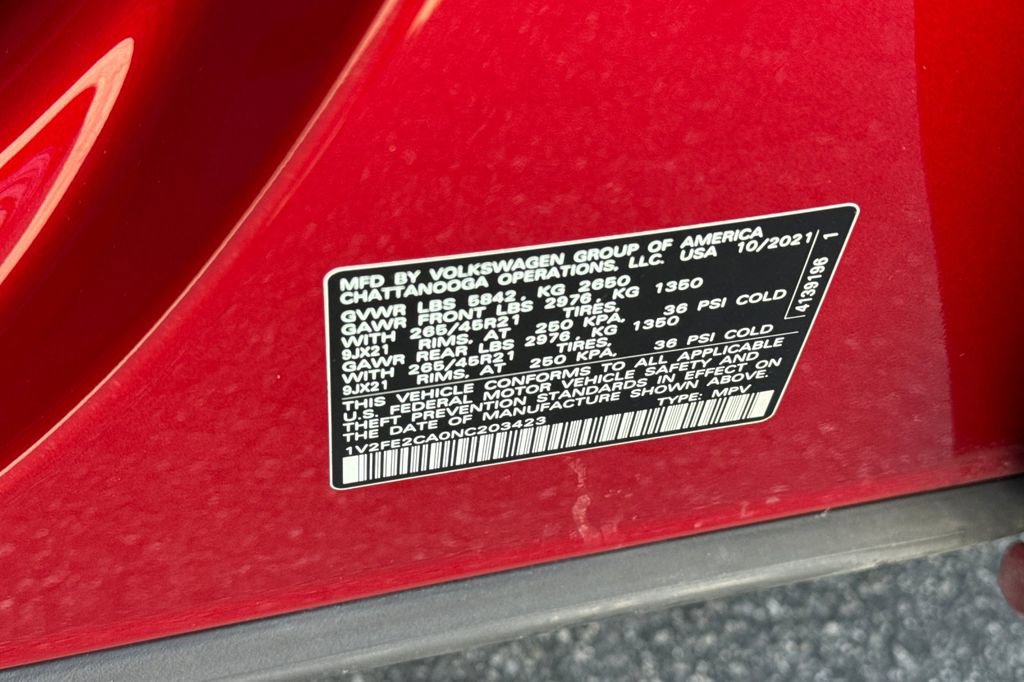 MFD BY VOLKSWAGEN GROUP OF AMERICA
CHATTANOOGA OPERATIONS, LLC. USA 10/2021
GVWR LBS 5842, KG 2650
GAWR FRONT LBS 2976, KG 1350
WITH 265/45R21 TIRES,
9JX21 RIMS, AT 250 KPA, 36 PSI COLD
GAWR REAR LBS 2976, KG 1350
WITH 265/45R21 TIRES,
9JX21 RIMS, AT 250 KPA, 36 PSI COLD
THIS VEHICLE CONFORMS TO ALL APPLICABLE
U.S. FEDERAL MOTOR VEHICLE SAFETY AND
THEFT PREVENTION STANDARDS IN EFFECT ON
THE DATE OF MANUFACTURE SHOWN ABOVE.
1V2FE2CA0NC203423 TYPE: MPV
4139196 1